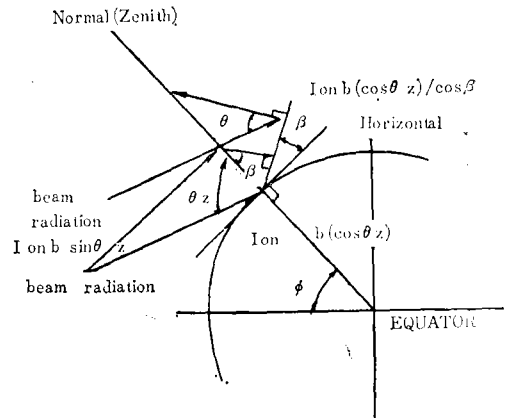 Normal (Zenith)
Ion b (cosθ z) / cosβ
Horizontal
θ
β
β
θ z
beam
radiation
I on b sinθ z
beam radiation
Ion
b (cosθ z)
ϕ
EQUATOR